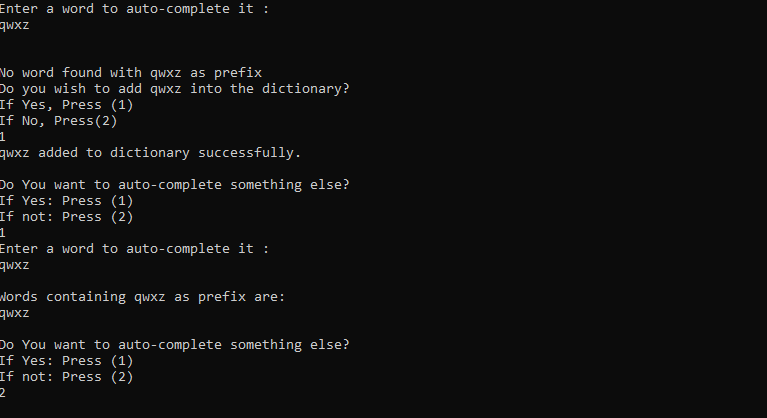 Enter a word to auto-complete it :
qwxz
No word found with qwxz as prefix
Do you wish to add qwxz into the dictionary?
If Yes, Press (1)
If No, Press(2)
1
qwxz added to dictionary successfully.
Do You want to auto-complete something else?
If Yes: Press (1)
If not: Press (2)
1
Enter a word to auto-complete it :
qwxz
Words containing qwxz as prefix are:
qwxz
Do You want to auto-complete something else?
If Yes: Press (1)
If not: Press (2)
2